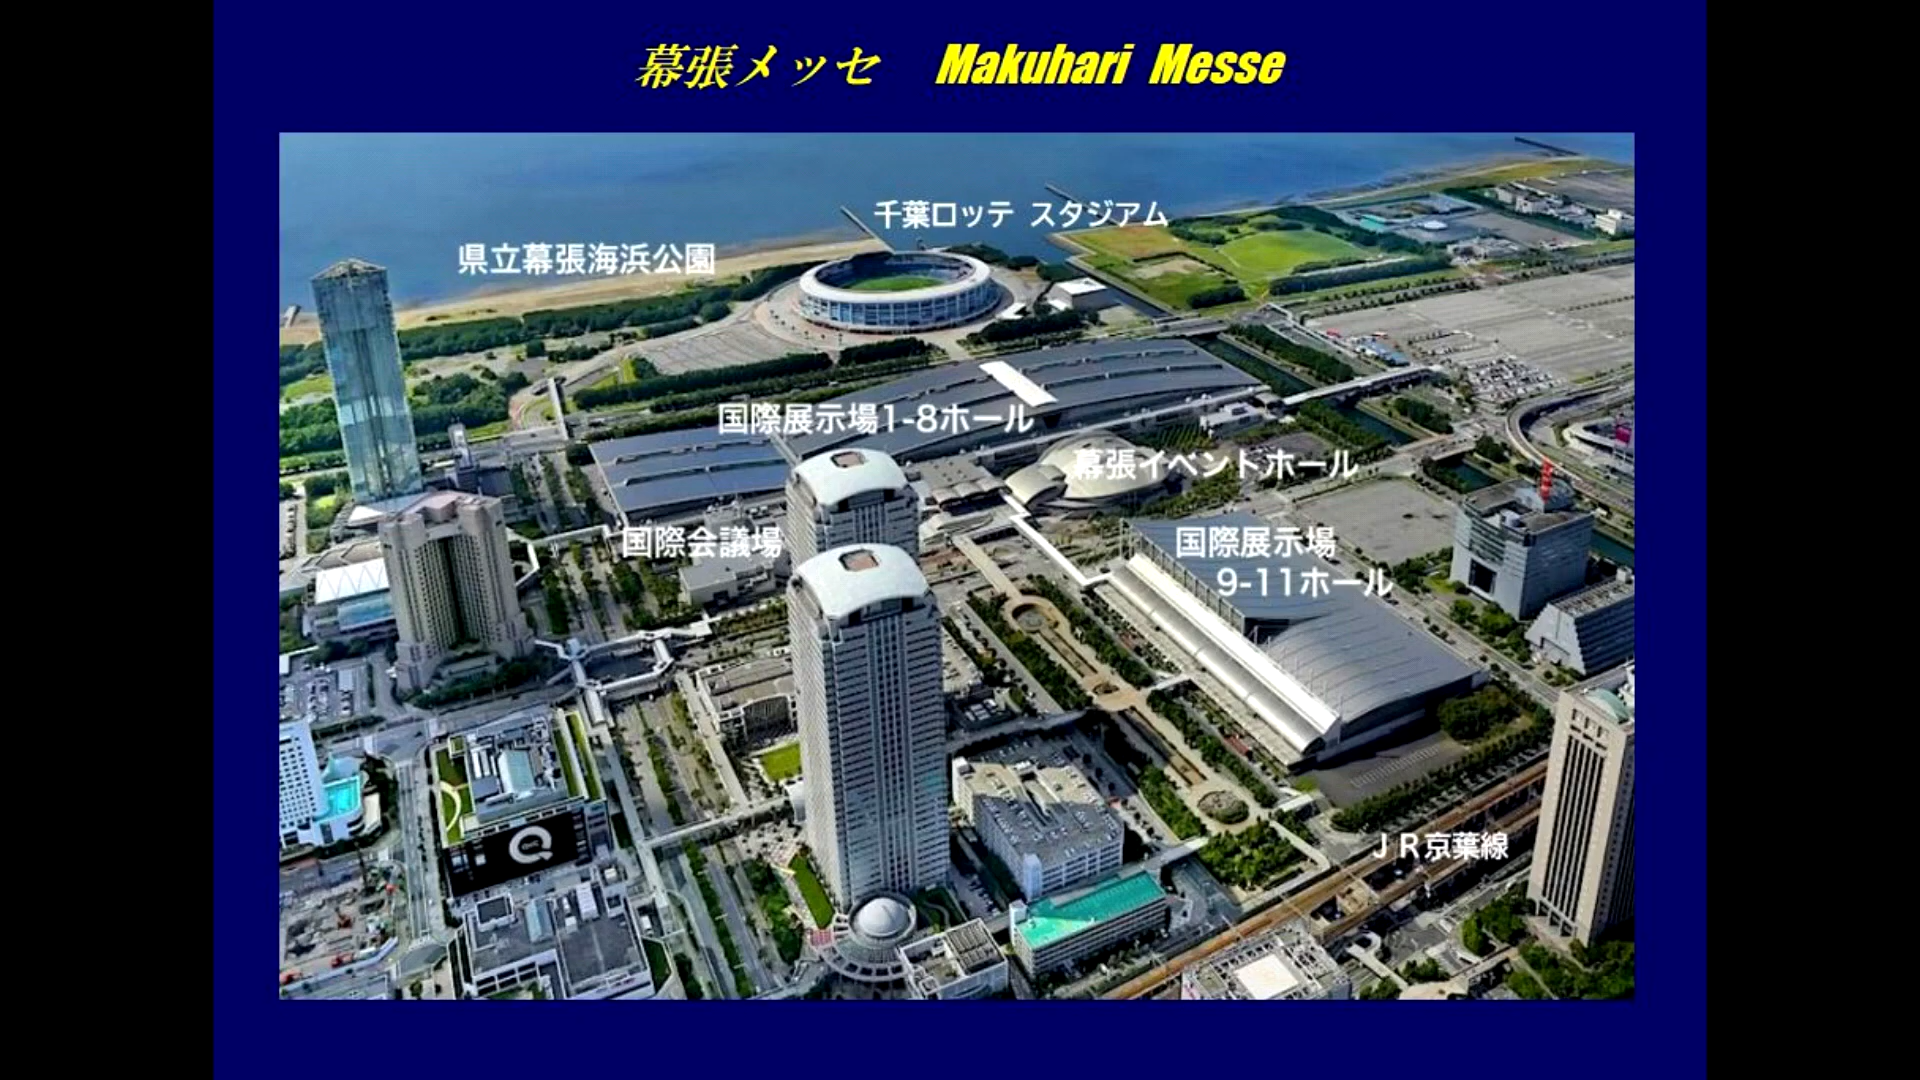 幕張メッセ Makuhari Messe
千葉ロッテ スタジアム
県立幕張海浜公園
国際展示場1-8ホール
幕張イベントホール
国際会議場
国際展示場
9-11ホール
ＪＲ京葉線